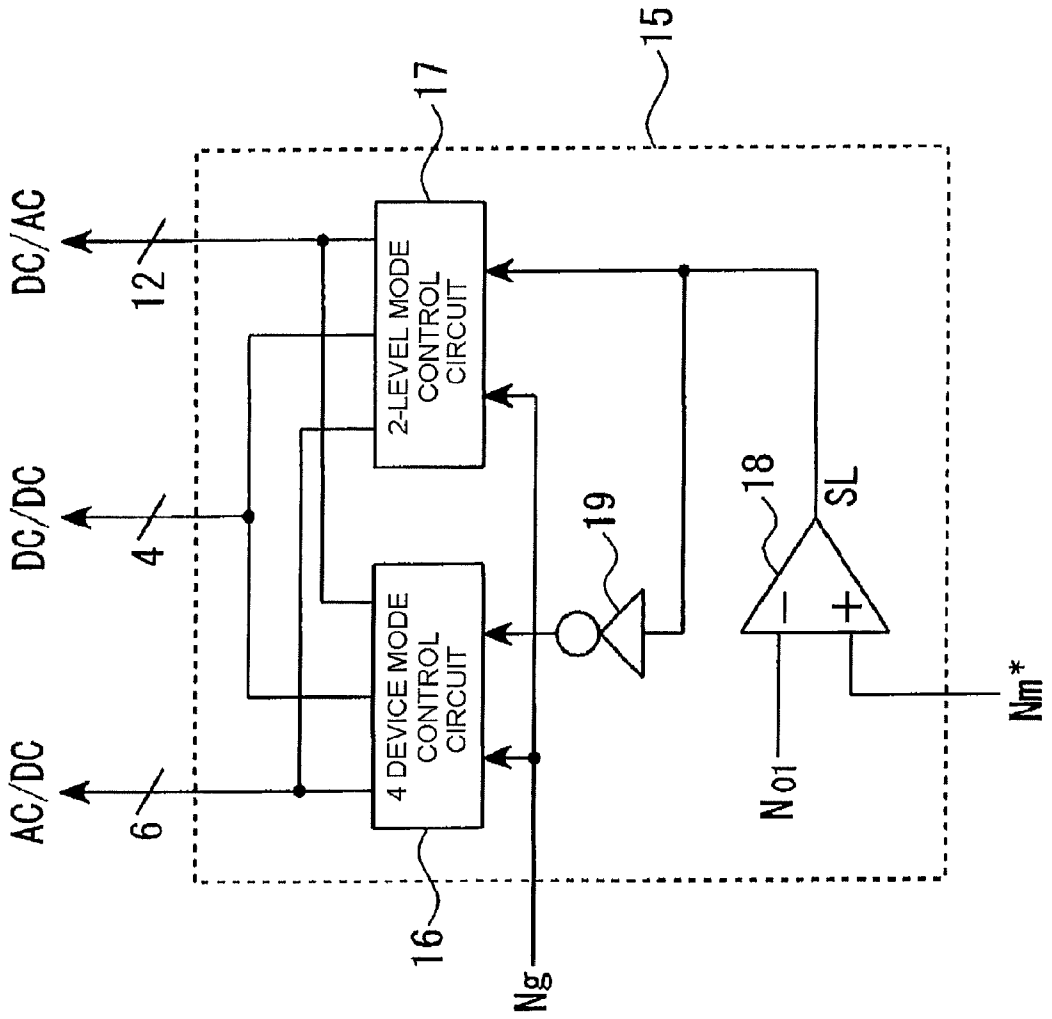 AC/DC
DC/DC
DC/AC
6
4
12
17
15
4 DEVICE MODE
CONTROL
CIRCUIT
2-LEVEL MODE
CONTROL
CIRCUIT
16
19
18
SL
Ng
N01
−
+
Nm*